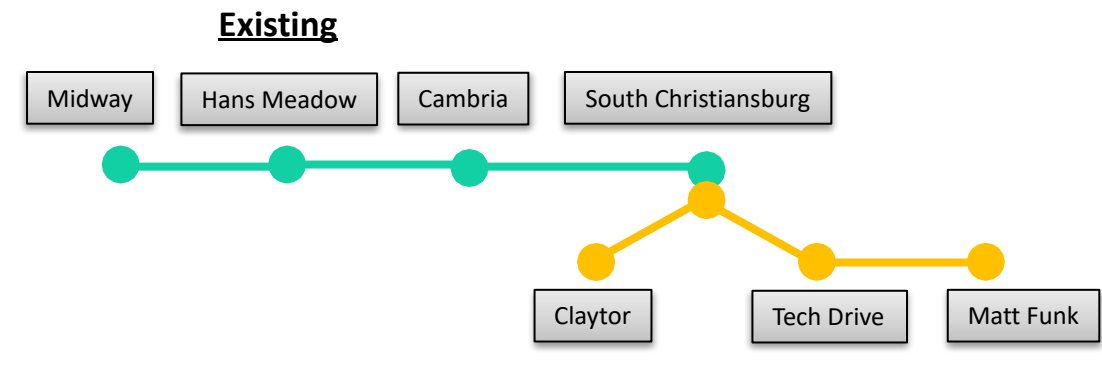 Existing
Midway
Hans Meadow
Cambria
South Christiansburg
Claytor
Tech Drive
Matt Funk